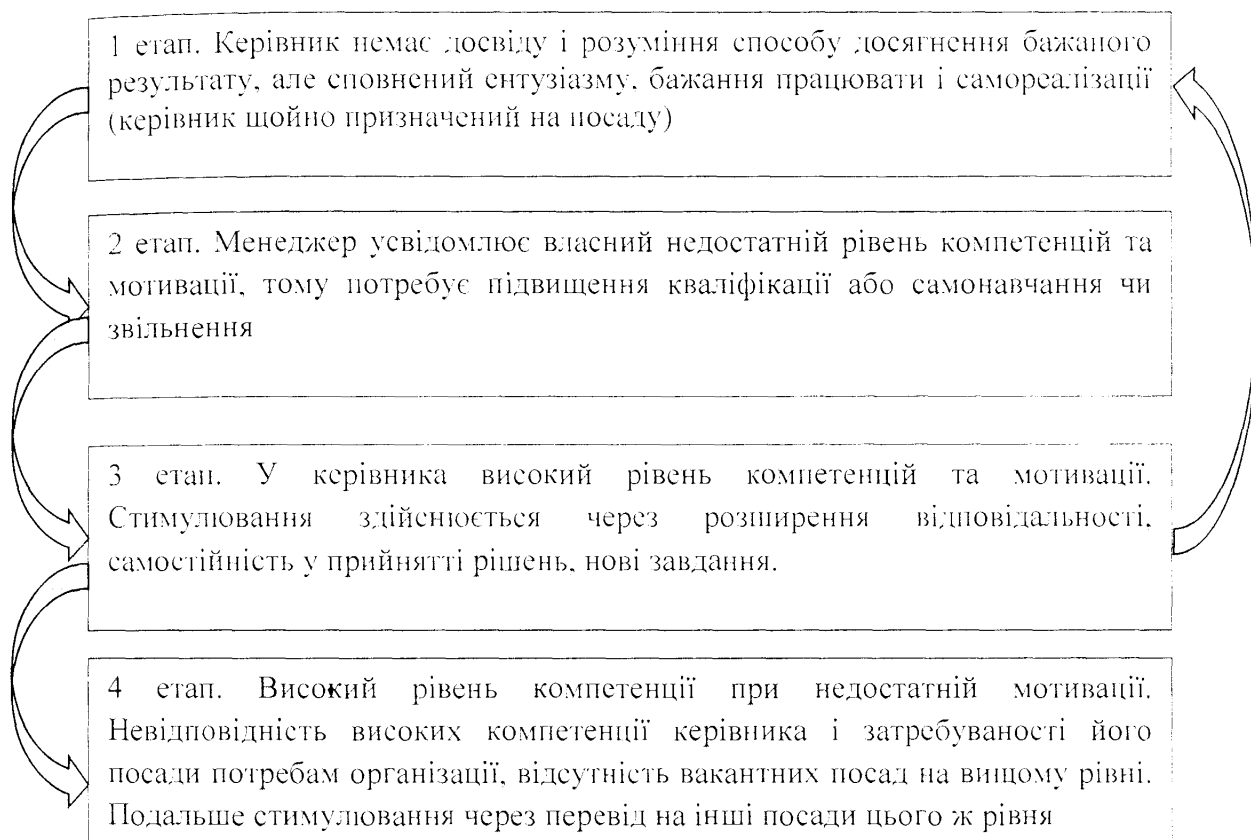 1 етап. Керівник немає досвіду і розуміння способу досягнення бажаного
результату, але сповнений ентузіазму, бажання працювати і самореалізації
(керівник щойно призначений на посаду)
2 етап. Менеджер усвідомлює власний недостатній рівень компетенцій та
мотивації, тому потребує підвищення кваліфікації або самонавчання чи
звільнення
3 етап. У керівника високий рівень компетенцій та мотивації.
Стимулювання здійснюється через розширення відповідальності,
самостійність у прийнятті рішень, нові завдання.
4 етап. Високий рівень компетенції при недостатній мотивації.
Невідповідність високих компетенції керівника і затребуваності його
посади потребам організації, відсутність вакантних посад на вищому рівні.
Подальше стимулювання через перевід на інші посади цього ж рівня